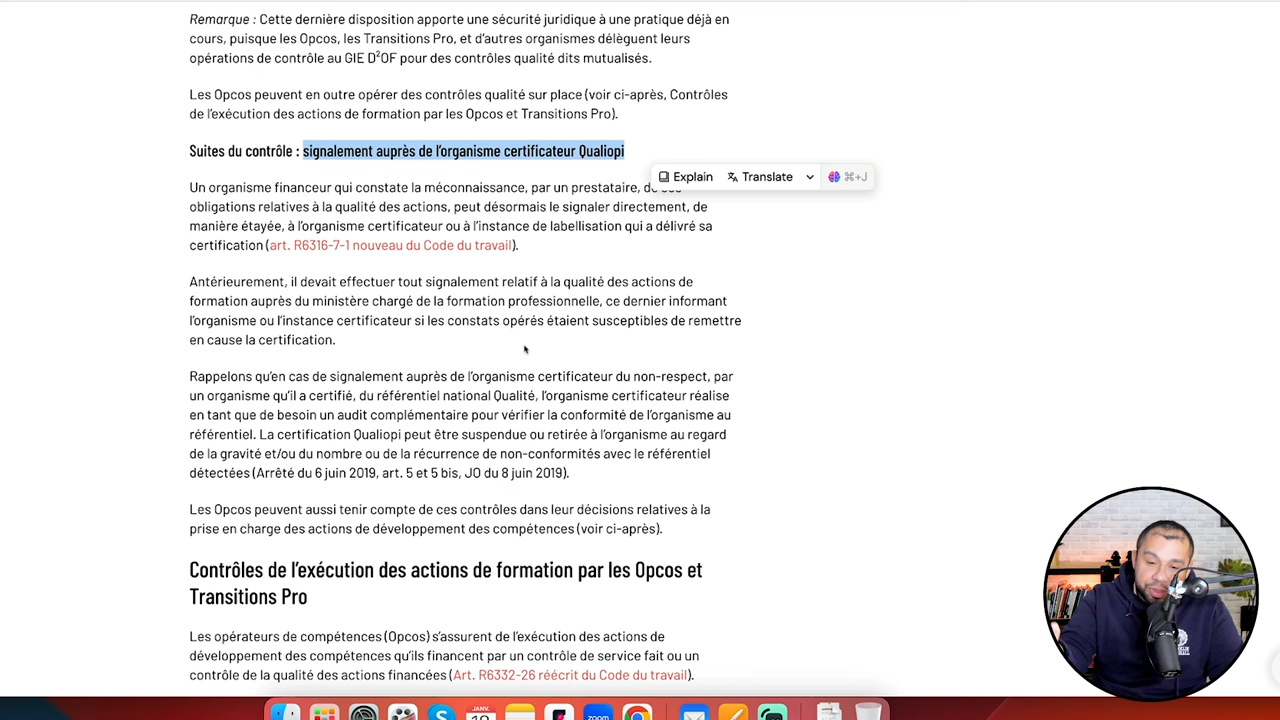 Remarque : Cette dernière disposition apporte une sécurité juridique à une pratique déjà en
cours, puisque les Opcos, les Transitions Pro, et d'autres organismes délèguent leurs
opérations de contrôle au GIE D²OF pour des contrôles qualité dits mutualisés.
Les Opcos peuvent en outre opérer des contrôles qualité sur place (voir ci-après, Contrôles
de l'exécution des actions de formation par les Opcos et Transitions Pro).
Suites du contrôle : signalement auprès de l'organisme certificateur Qualiopi
Explain Translate ⌘+J
Un organisme financeur qui constate la méconnaissance, par un prestataire, de ses
obligations relatives à la qualité des actions, peut désormais le signaler directement, de
manière étayée, à l'organisme certificateur ou à l'instance de labellisation qui a délivré sa
certification (art. R6316-7-1 nouveau du Code du travail).
Antérieurement, il devait effectuer tout signalement relatif à la qualité des actions de
formation auprès du ministère chargé de la formation professionnelle, ce dernier informant
l'organisme ou l'instance certificateur si les constats opérés étaient susceptibles de remettre
en cause la certification.
Rappelons qu'en cas de signalement auprès de l'organisme certificateur du non-respect, par
un organisme qu'il a certifié, du référentiel national Qualité, l'organisme certificateur réalise
en tant que de besoin un audit complémentaire pour vérifier la conformité de l'organisme au
référentiel. La certification Qualiopi peut être suspendue ou retirée à l'organisme au regard
de la gravité et/ou du nombre ou de la récurrence de non-conformités avec le référentiel
détectées (Arrêté du 6 juin 2019, art. 5 et 5 bis, JO du 8 juin 2019).
Les Opcos peuvent aussi tenir compte de ces contrôles dans leur décisions relatives à la
prise en charge des actions de développement des compétences (voir ci-après).
Contrôles de l'exécution des actions de formation par les Opcos et
Transitions Pro
Les opérateurs de compétences (Opcos) s'assurent de l'exécution des actions de
développement des compétences qu'ils financent par un contrôle de service fait ou un
contrôle de la qualité des actions financées (Art. R6332-26 réécrit du Code du travail).
JANV.
zoom